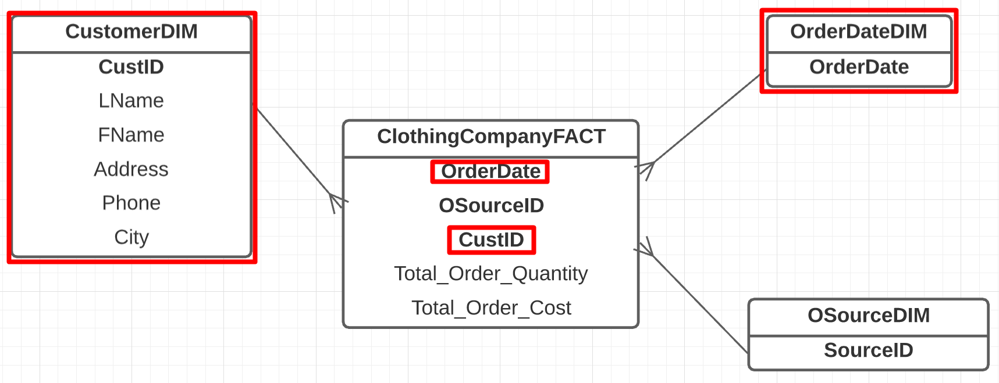 CustomerDIM
CustID
LName
FName
Address
Phone
City
ClothingCompanyFACT
OrderDate
OSourceID
CustID
Total_Order_Quantity
Total_Order_Cost
OrderDateDIM
OrderDate
OSourceDIM
SourceID